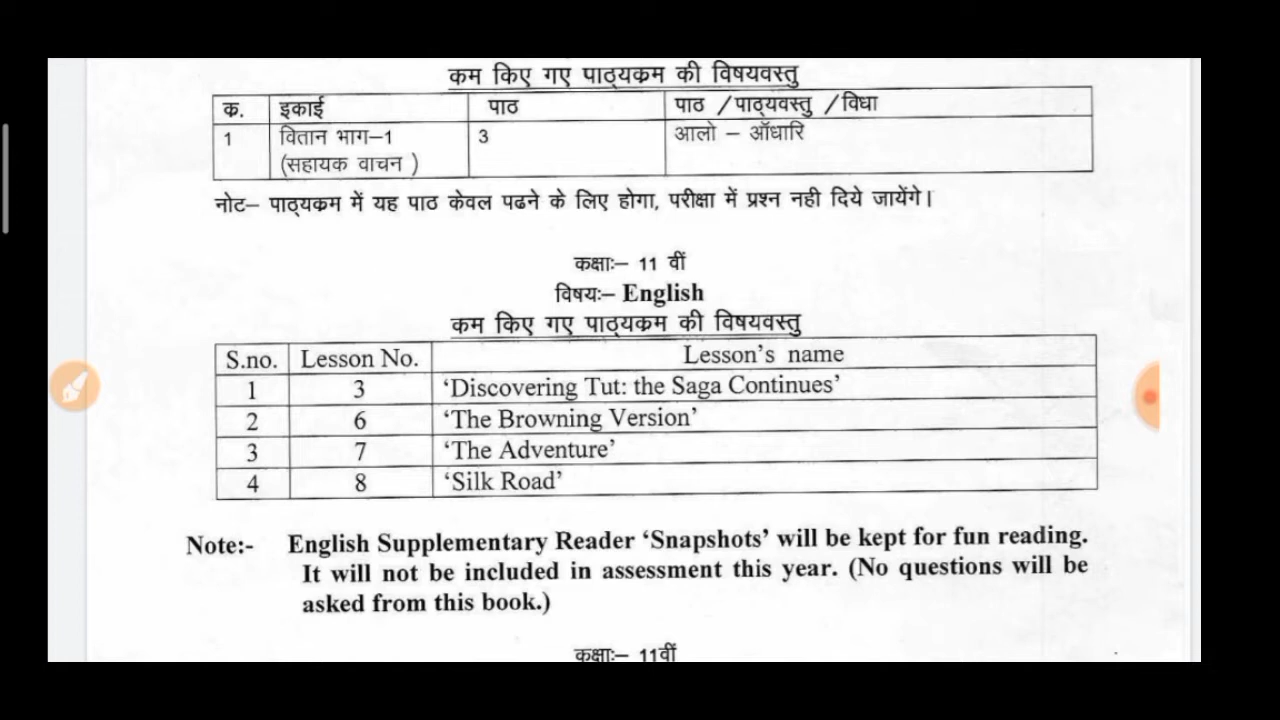 कम किए गए पाठ्यक्रम की विषयवस्तु
क. इकाई पाठ पाठ /पाठ्यवस्तु /विधा
1 वितान भाग–1 3 आलो – ऑधारि
(सहायक वाचन )
नोट– पाठ्यक्रम में यह पाठ केवल पढने के लिए होगा, परीक्षा में प्रश्न नही दिये जायेंगे।
कक्षाः– 11 वीं
विषयः– English
कम किए गए पाठ्यक्रम की विषयवस्तु
S.no. Lesson No. Lesson's name
1 3 ‘Discovering Tut: the Saga Continues’
2 6 ‘The Browning Version’
3 7 ‘The Adventure’
4 8 ‘Silk Road’
Note:- English Supplementary Reader ‘Snapshots’ will be kept for fun reading.
It will not be included in assessment this year. (No questions will be
asked from this book.)
कक्षाः– 11वीं